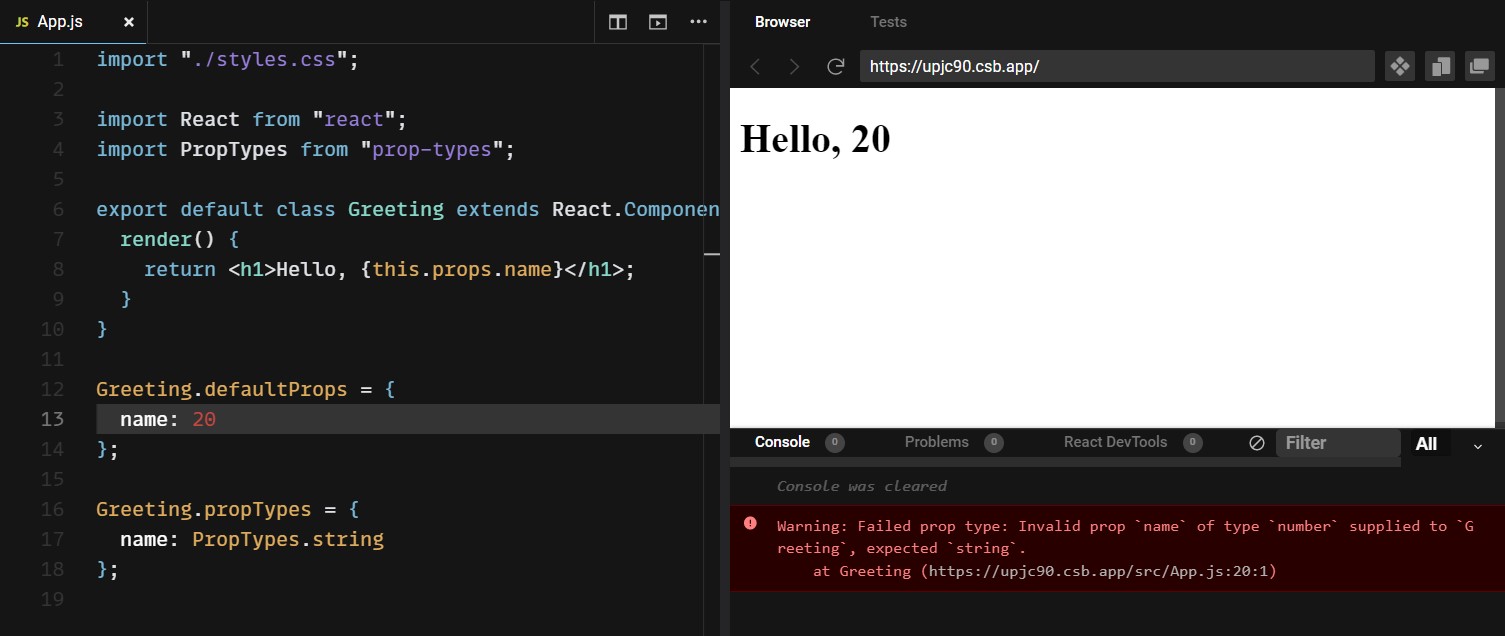 JS App.js ×
1 import "./styles.css";
2
3 import React from "react";
4 import PropTypes from "prop-types";
5
6 export default class Greeting extends React.Componen
7   render() {
8     return <h1>Hello, {this.props.name}</h1>;
9   }
10 }
11
12 Greeting.defaultProps = {
13   name: 20
14 };
15
16 Greeting.propTypes = {
17   name: PropTypes.string
18 };
19
Browser Tests
https://upjc90.csb.app/
Hello, 20
Console 0 Problems 0 React DevTools 0 Filter All
Console was cleared
Warning: Failed prop type: Invalid prop `name` of type `number` supplied to `G
reeting`, expected `string`.
    at Greeting (https://upjc90.csb.app/src/App.js:20:1)